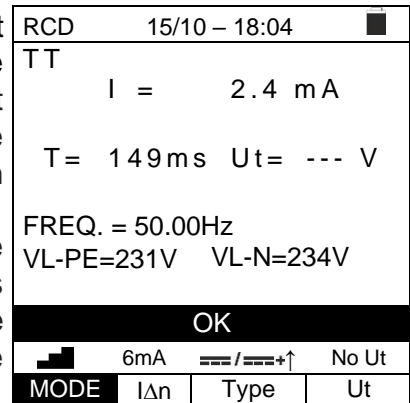 RCD 15/10 – 18:04
TT
I = 2.4 mA
T= 149ms Ut= --- V
FREQ. = 50.00Hz
VL-PE=231V VL-N=234V
OK
6mA / +↑ No Ut
MODE IΔn Type Ut